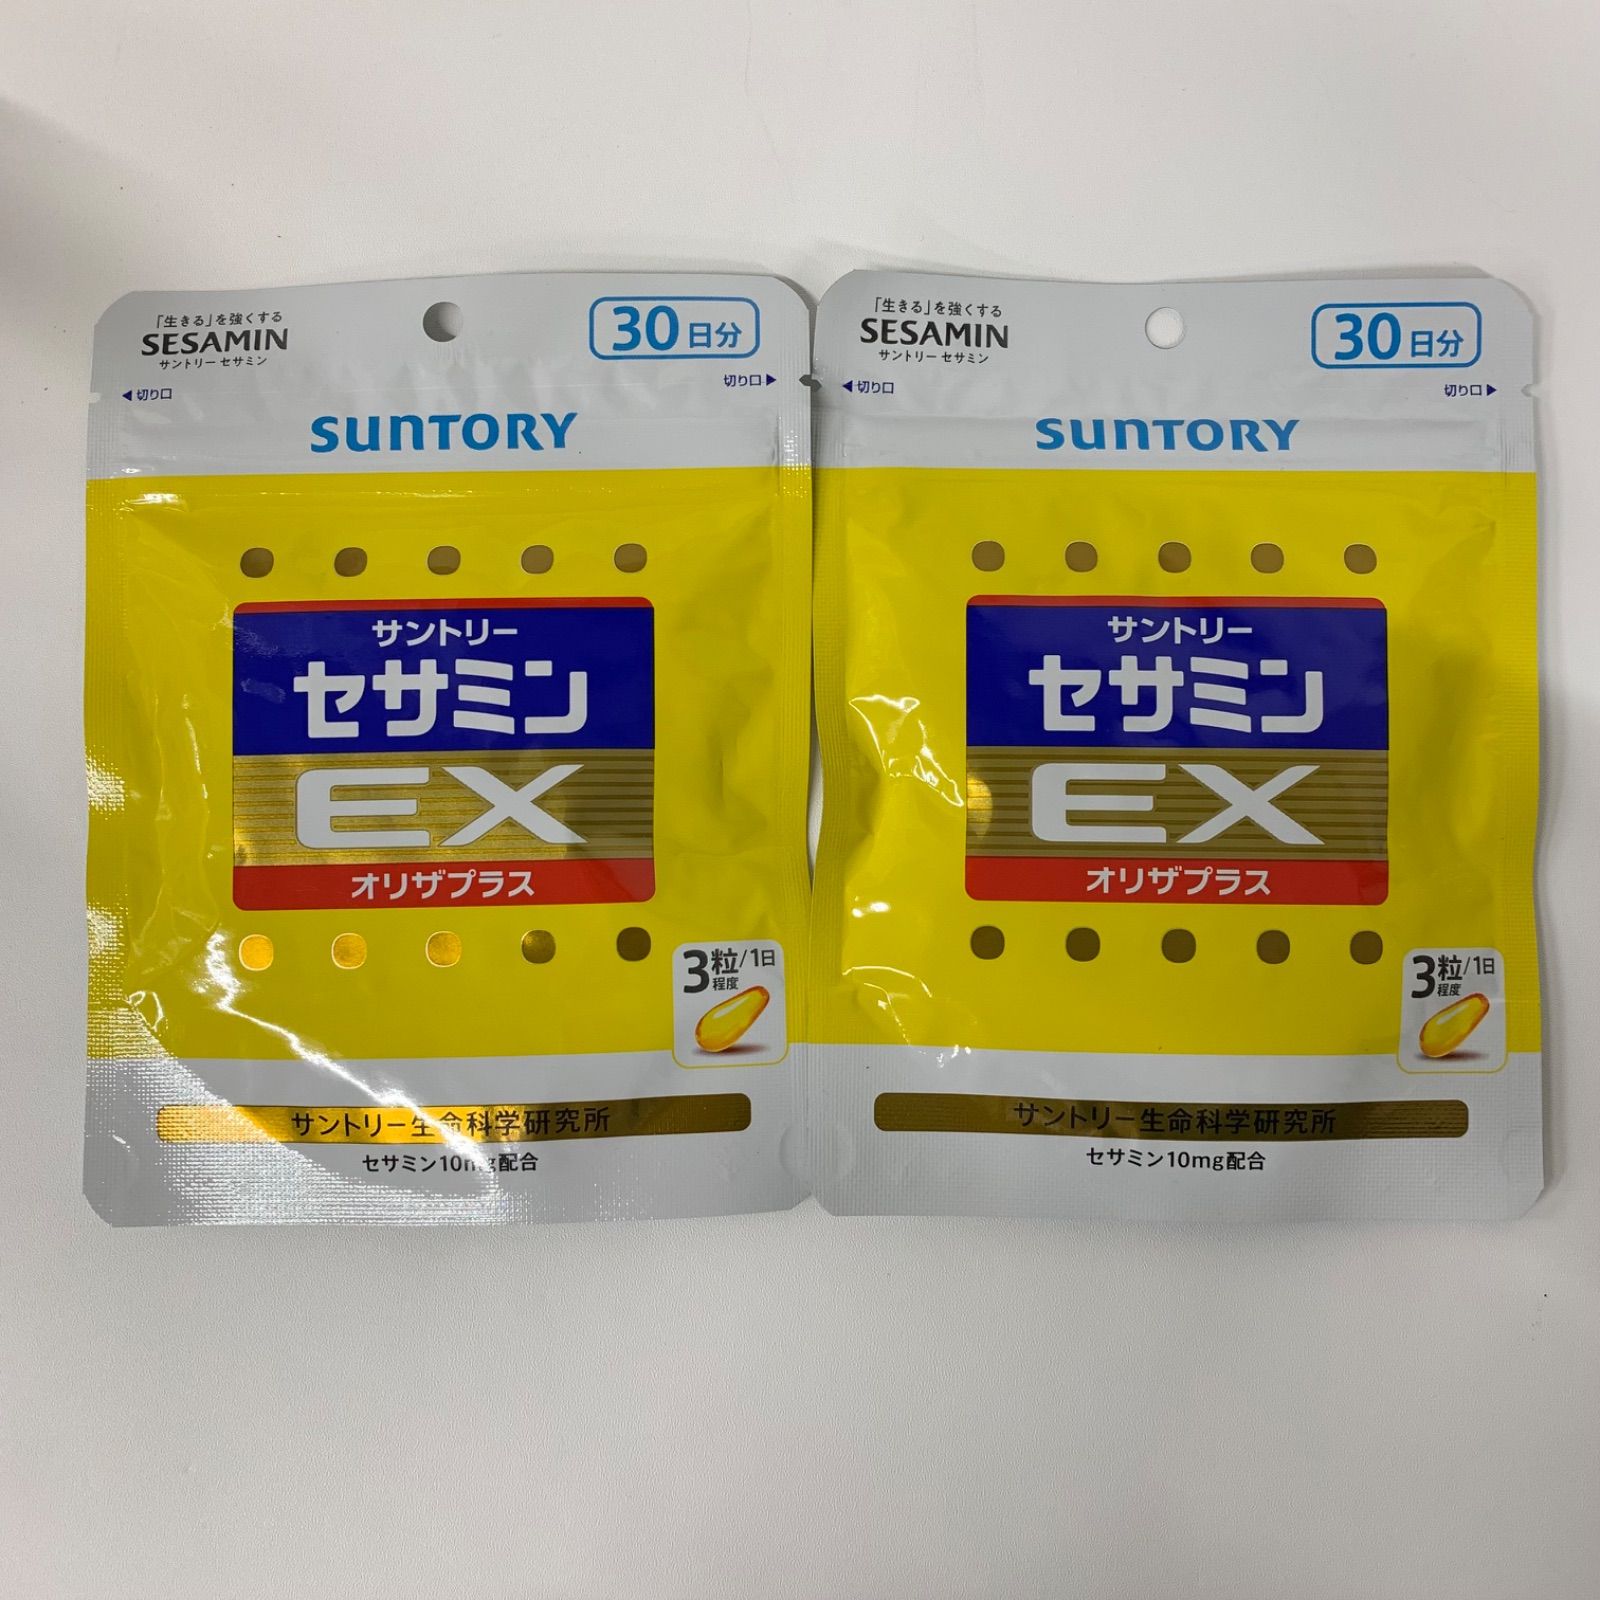 「生きる」を強くする
SESAMIN
サントリー セサミン
30日分
◀切り口
切り口▶
SUNTORY
サントリー
セサミン
EX
オリザプラス
3粒/1日
程度
サントリー生命科学研究所
セサミン10mg配合
「生きる」を強くする
SESAMIN
サントリー セサミン
30日分
◀切り口
切り口▶
SUNTORY
サントリー
セサミン
EX
オリザプラス
3粒/1日
程度
サントリー生命科学研究所
セサミン10mg配合